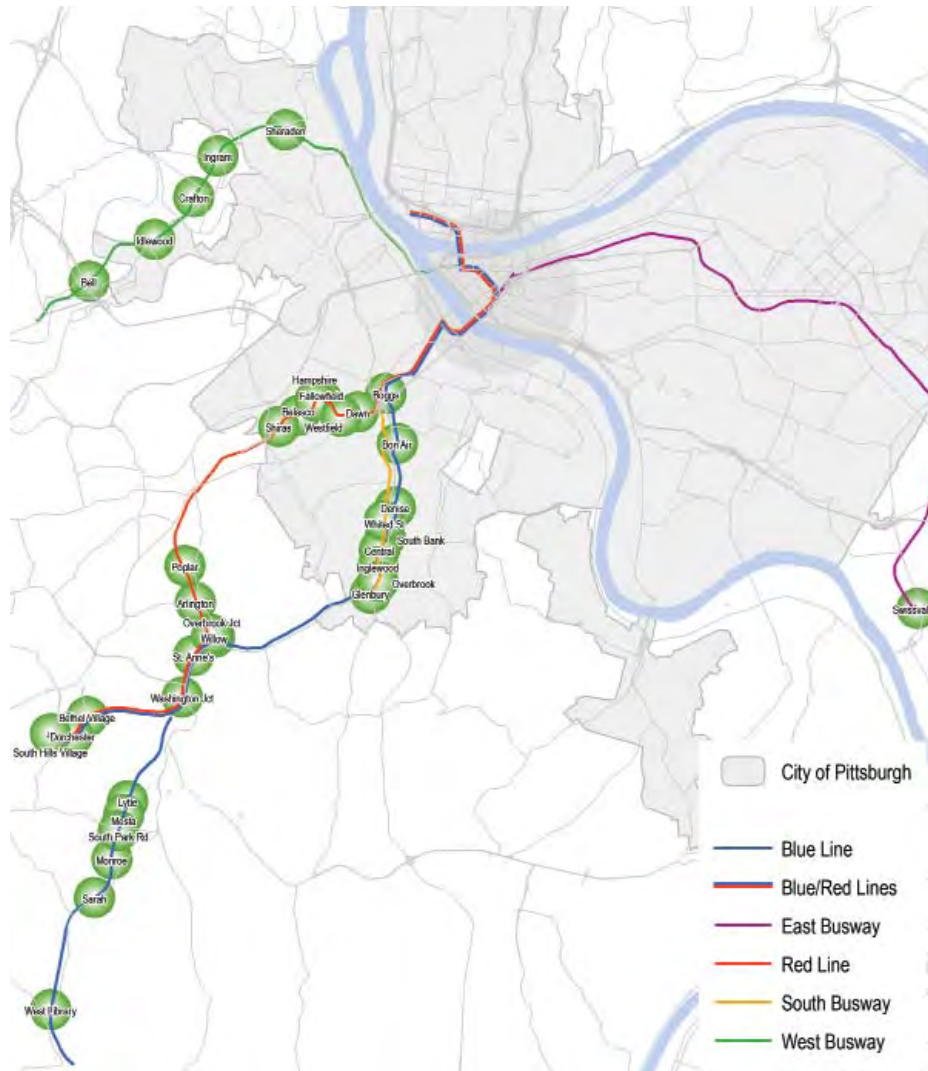 Sheraden
Ingram
Crafton
Idlewood
Bell
Hampshire
Fallowfield
Boggs
Belasco
Dawn
Shiras
Westfield
Bon Air
Denise
Whited St
South Bank
Central
Poplar
Inglewood
Overbrook
Glenbury
Arlington
Swissval
Overbrook Jct
Willow
St. Anne's
Washington Jct
Bethel Village
Dorchester
South Hills Village
City of Pittsburgh
Lytle
Mesta
South Park Rd
Blue Line
Monroe
Blue/Red Lines
Sarah
East Busway
Red Line
South Busway
West Library
West Busway